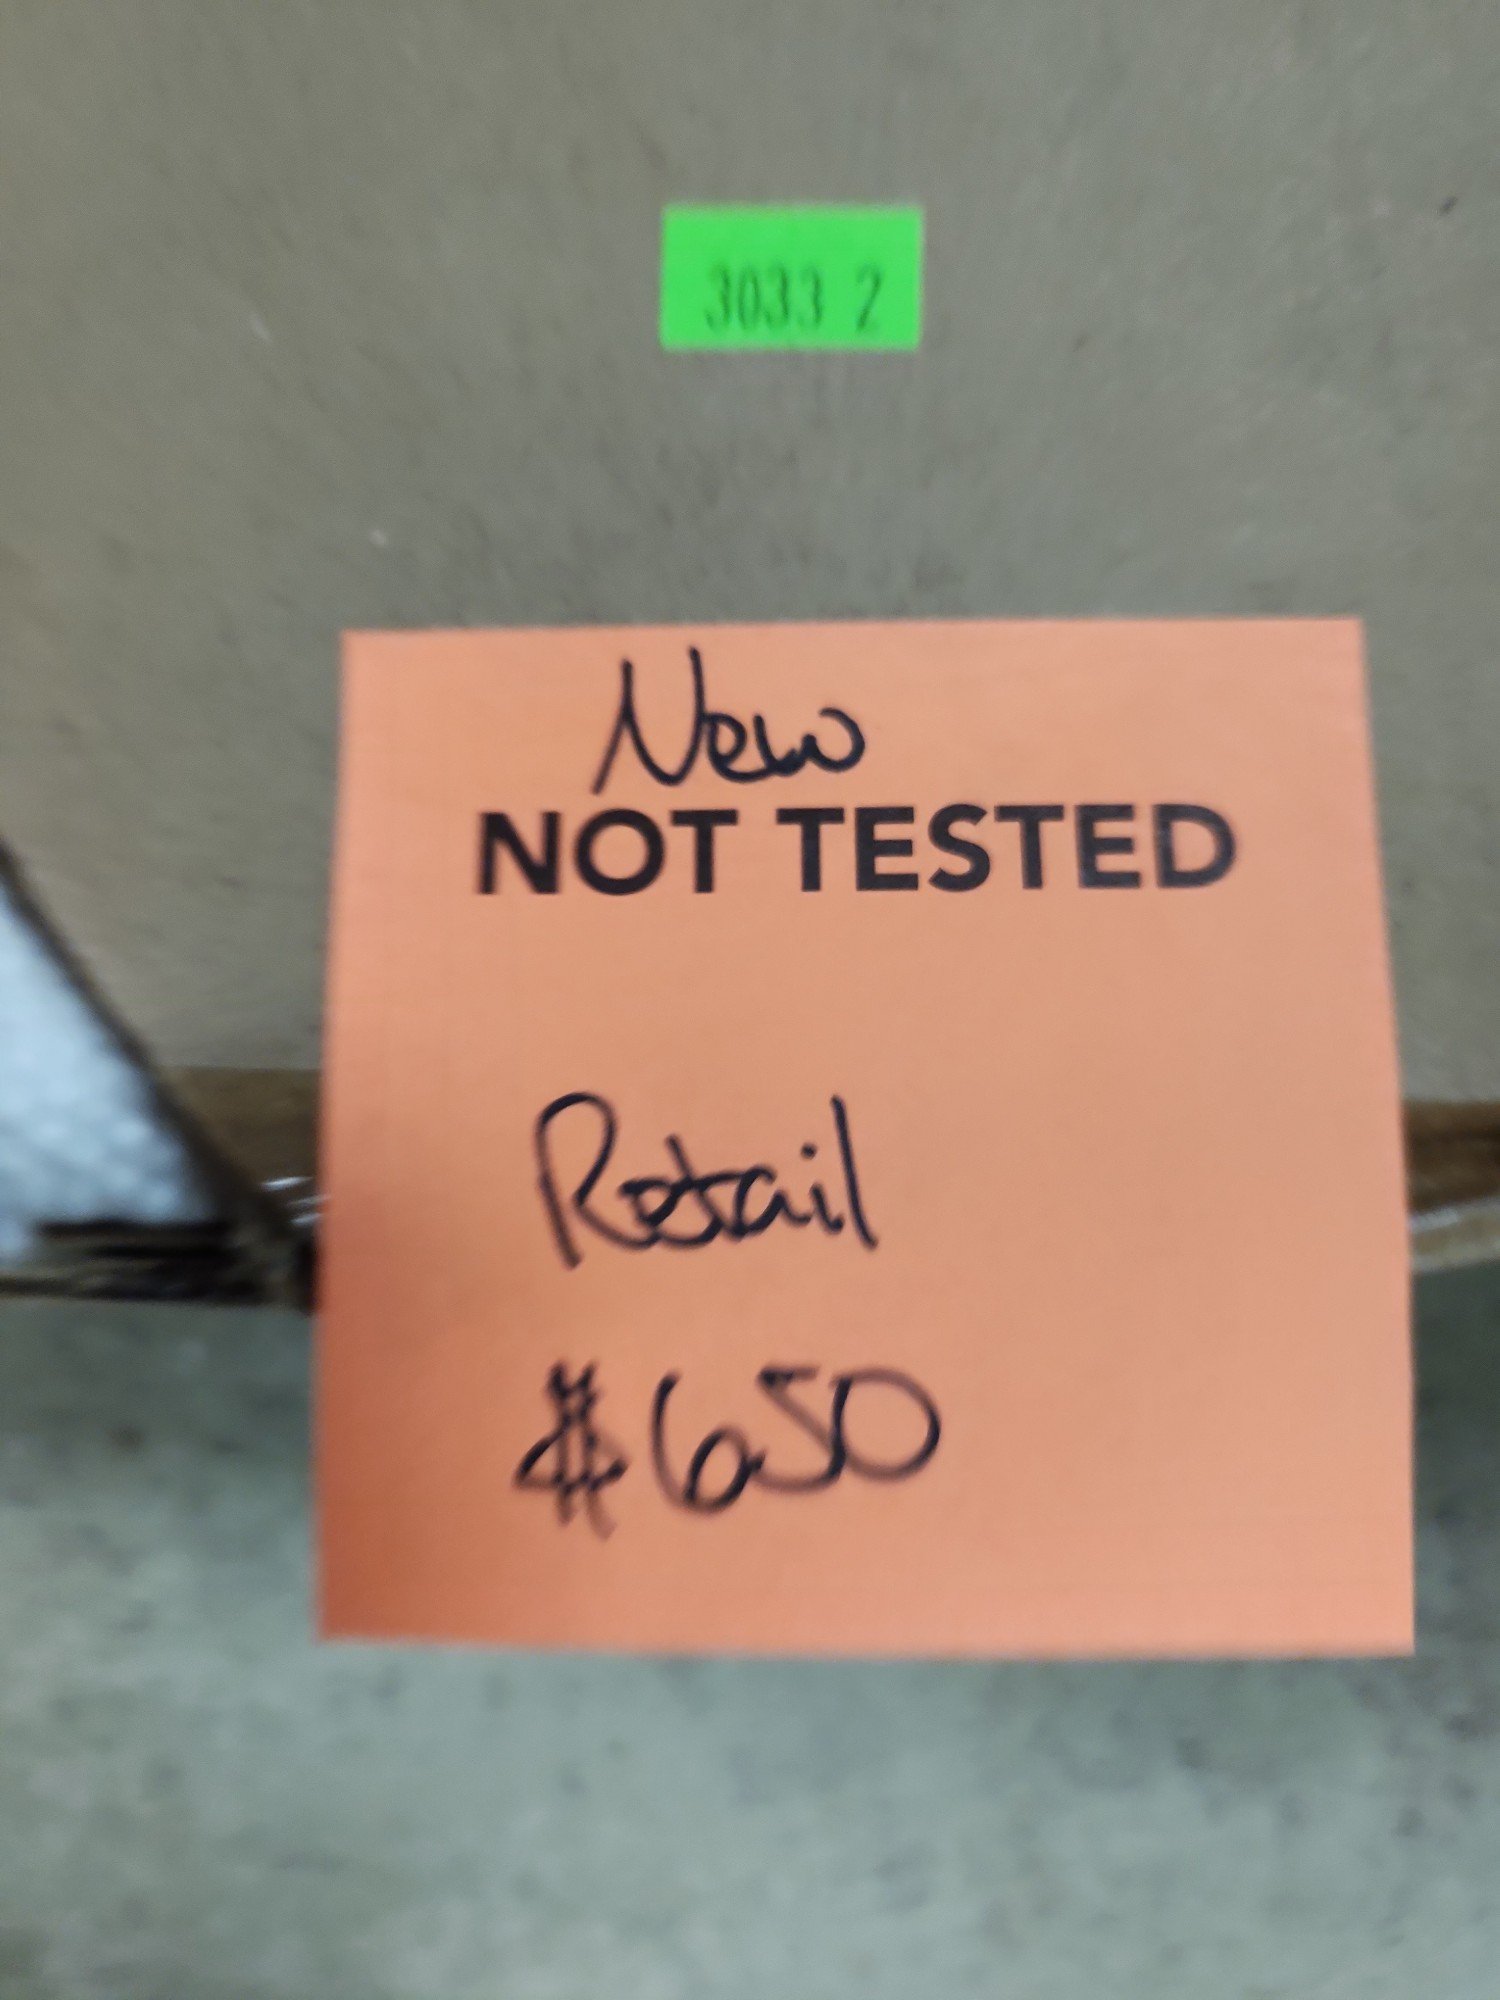 3033 2
New
NOT TESTED
Retail
$650